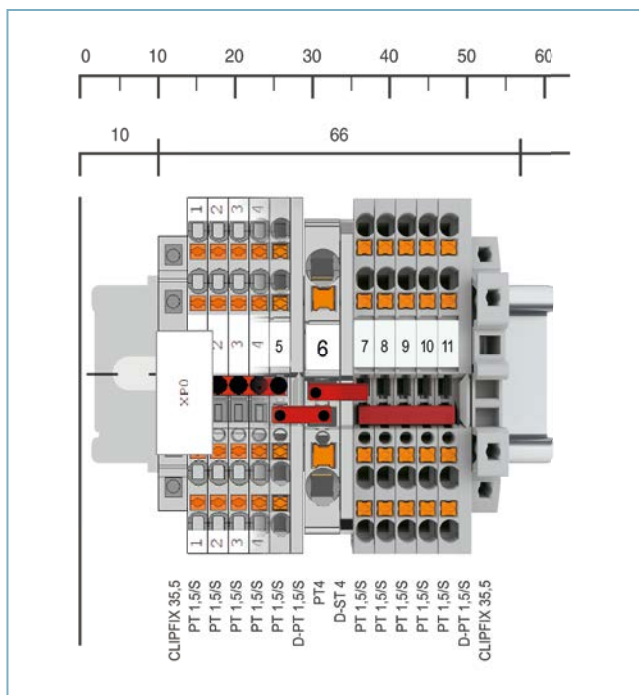 0 10 20 30 40 50 60
10 66
1 2 3 4
2 3 4 5 6 7 8 9 10 11
XP0
1 2 3 4
CLIPFIX 35,5
PT 1,5/S
PT 1,5/S
PT 1,5/S
PT 1,5/S
PT 1,5/S
D-PT 1,5/S
PT4
D-ST 4
PT 1,5/S
PT 1,5/S
PT 1,5/S
PT 1,5/S
PT 1,5/S
D-PT 1,5/S
CLIPFIX 35,5